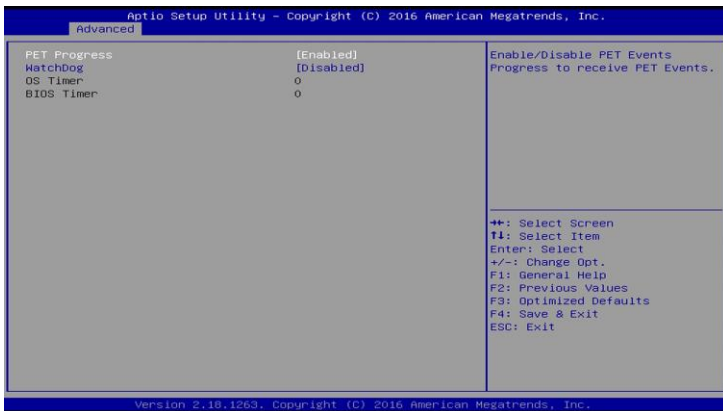 Aptio Setup Utility – Copyright (C) 2016 American Megatrends, Inc.
Advanced
PET Progress [Enabled]
WatchDog [Disabled]
OS Timer 0
BIOS Timer 0
Enable/Disable PET Events
Progress to receive PET Events.
→←: Select Screen
↑↓: Select Item
Enter: Select
+/-: Change Opt.
F1: General Help
F2: Previous Values
F3: Optimized Defaults
F4: Save & Exit
ESC: Exit
Version 2.18.1263. Copyright (C) 2016 American Megatrends, Inc.